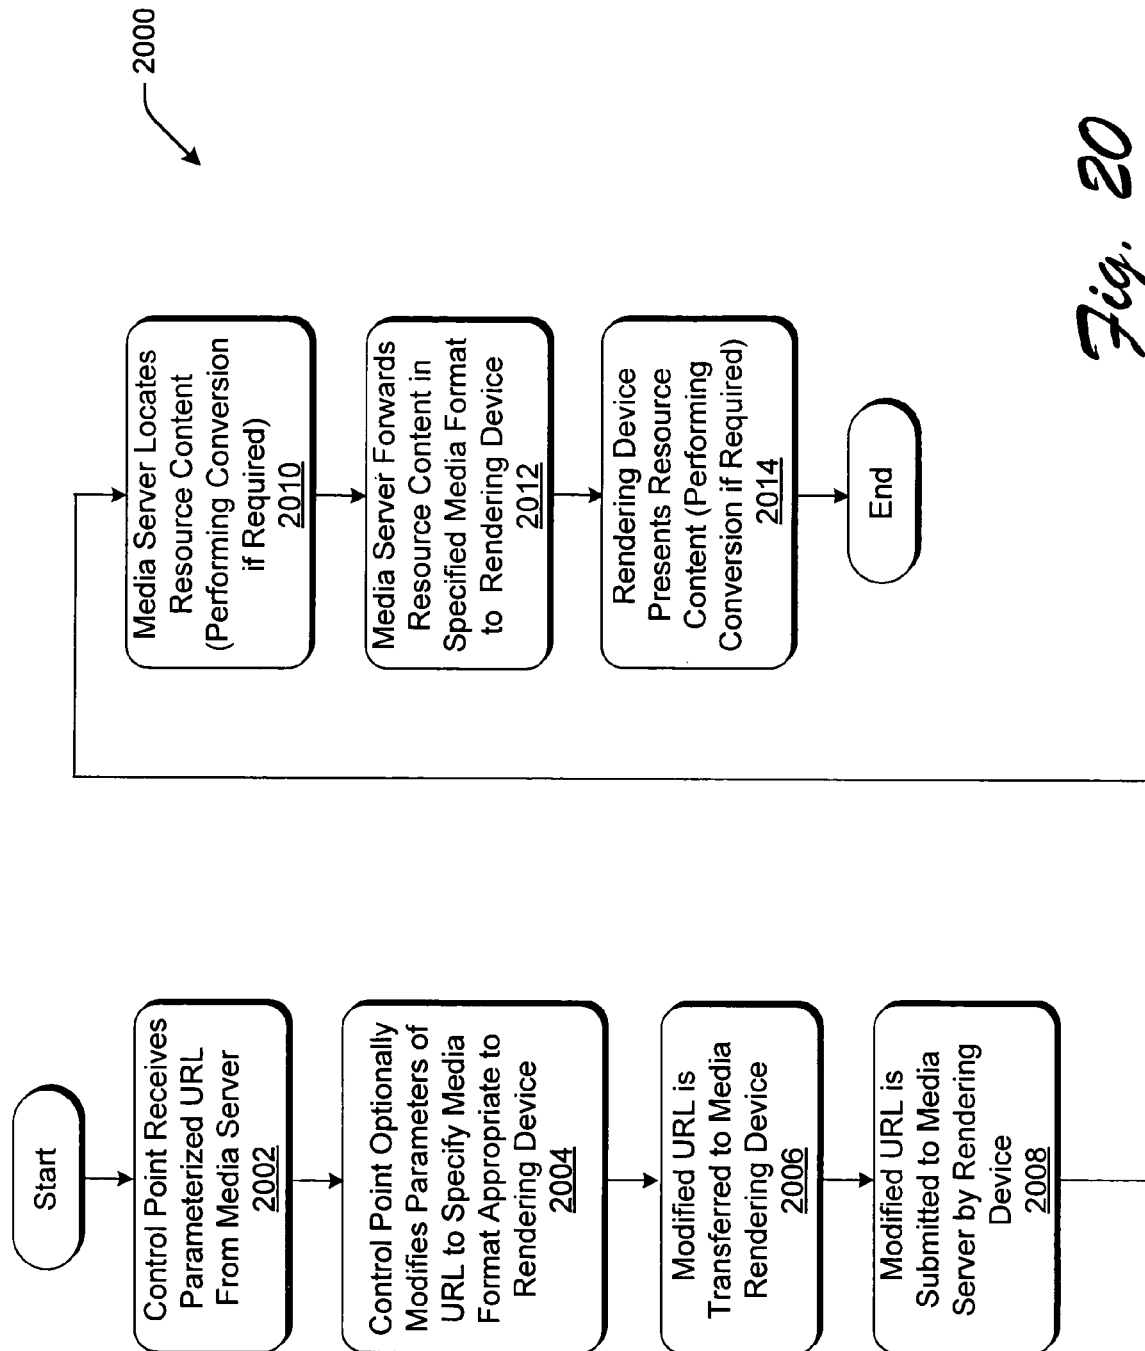 Start
Control Point Receives
Parameterized URL
From Media Server
2002
Control Point Optionally
Modifies Parameters of
URL to Specify Media
Format Appropriate to
Rendering Device
2004
Modified URL is
Transferred to Media
Rendering Device
2006
Modified URL is
Submitted to Media
Server by Rendering
Device
2008
Media Server Locates
Resource Content
(Performing Conversion
if Required)
2010
Media Server Forwards
Resource Content in
Specified Media Format
to Rendering Device
2012
Rendering Device
Presents Resource
Content (Performing
Conversion if Required)
2014
End
2000
Fig. 20